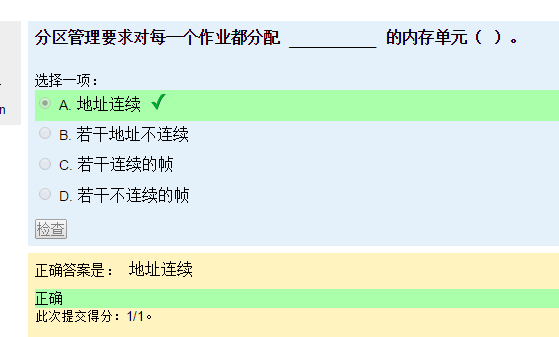 分区管理要求对每一个作业都分配 __________ 的内存单元（ ）。
选择一项：
A. 地址连续 ✓
B. 若干地址不连续
C. 若干连续的帧
D. 若干不连续的帧
n
检查
正确答案是： 地址连续
正确
此次提交得分：1/1。